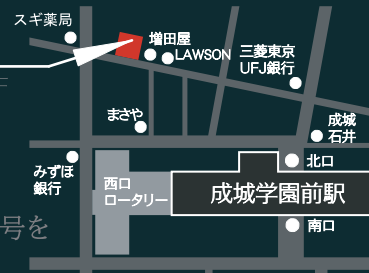 スギ薬局
増田屋
LAWSON
三菱東京
UFJ銀行
まさや
成城
石井
みずほ
銀行
西口
ロータリー
北口
成城学園前駅
南口
号を